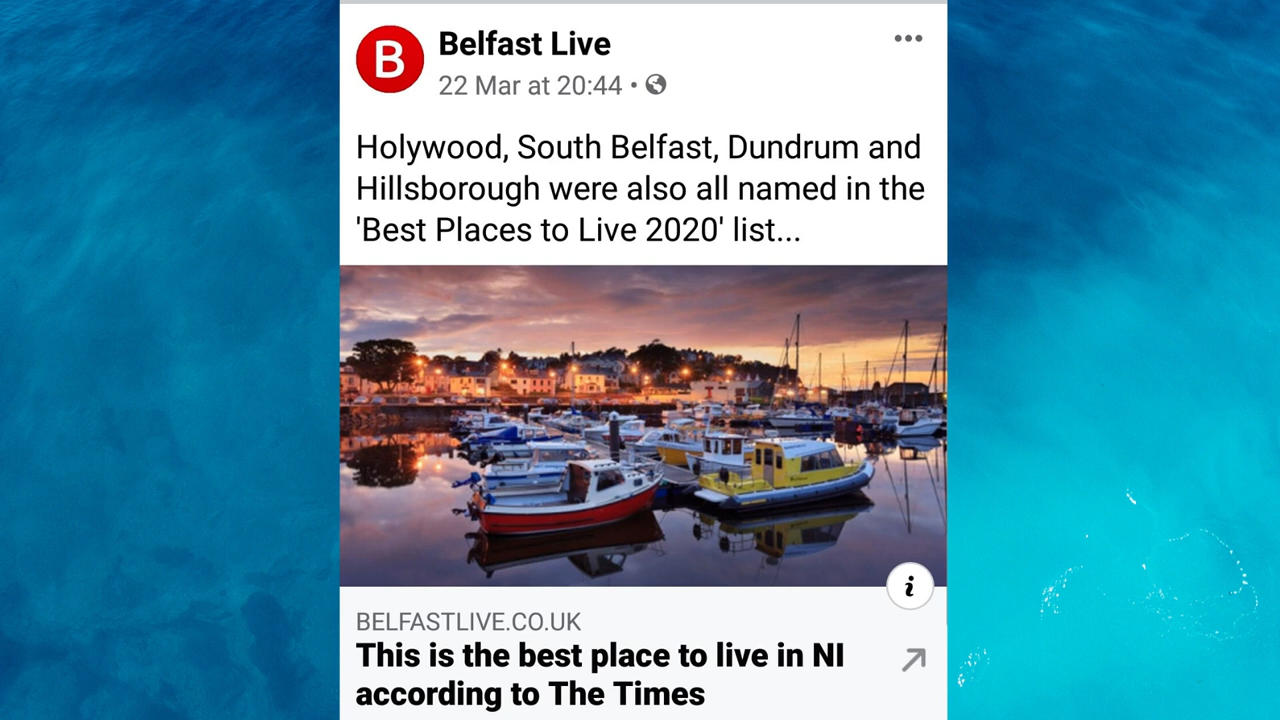 B
Belfast Live
22 Mar at 20:44 •
Holywood, South Belfast, Dundrum and
Hillsborough were also all named in the
'Best Places to Live 2020' list...
i
BELFASTLIVE.CO.UK
This is the best place to live in NI
according to The Times